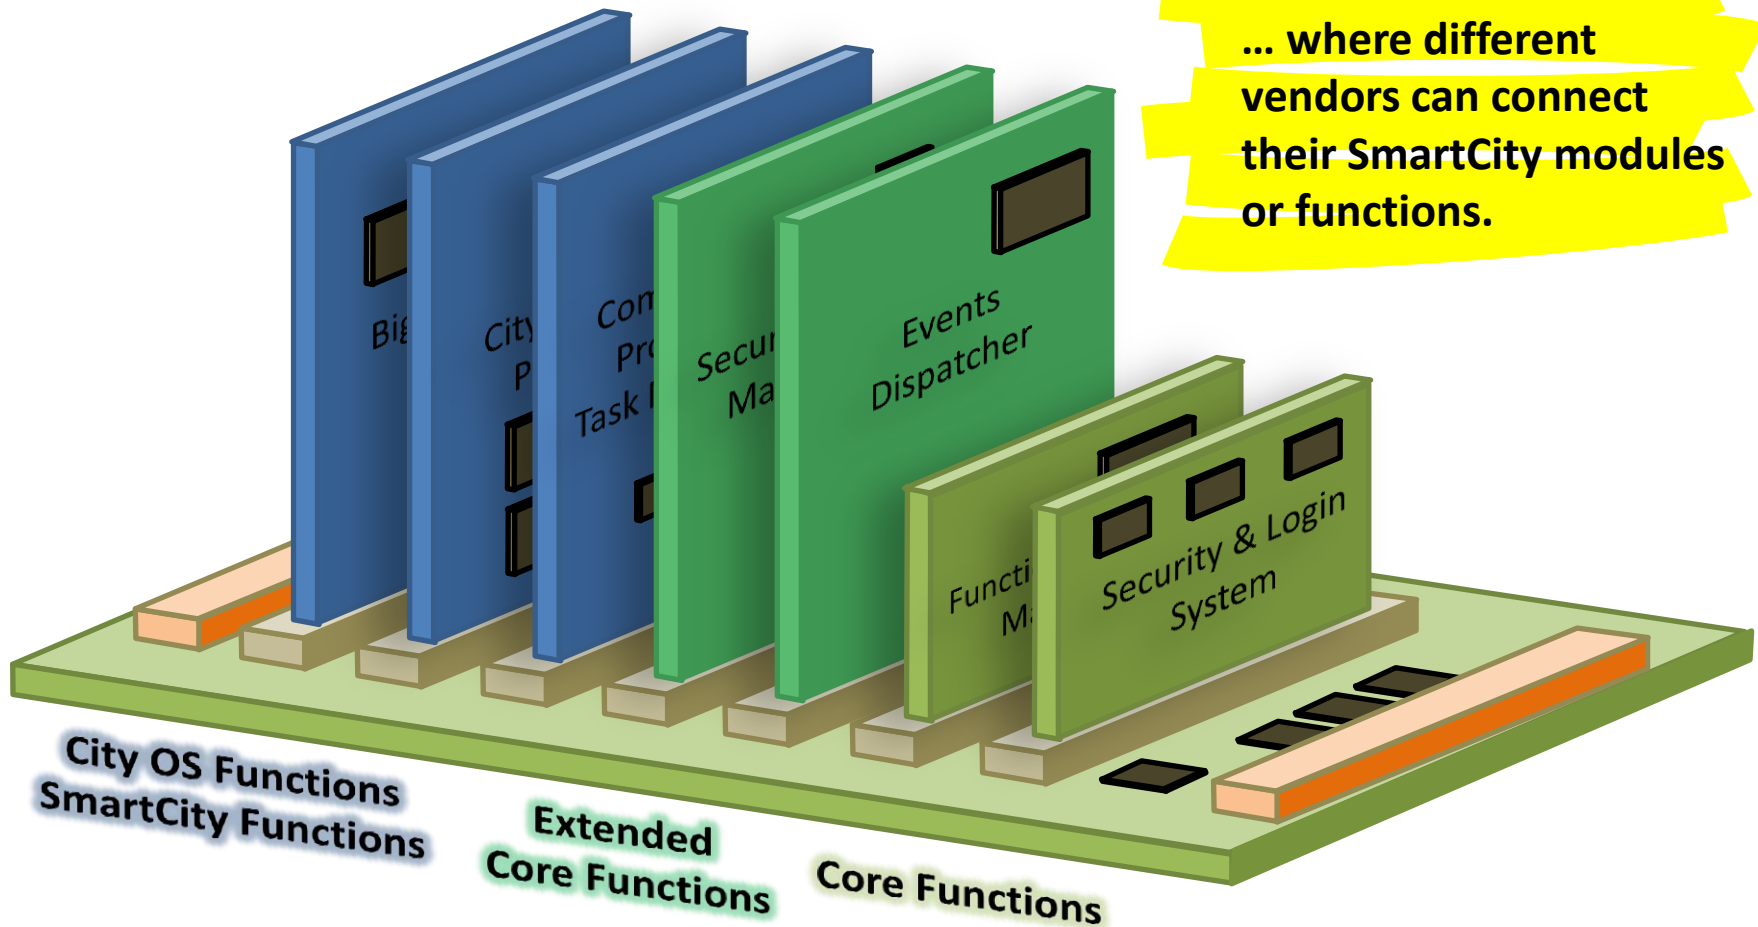 ... where different
vendors can connect
their SmartCity modules
or functions.
Events
Dispatcher
Task
Security & Login
System
City OS Functions
SmartCity Functions
Extended
Core Functions
Core Functions